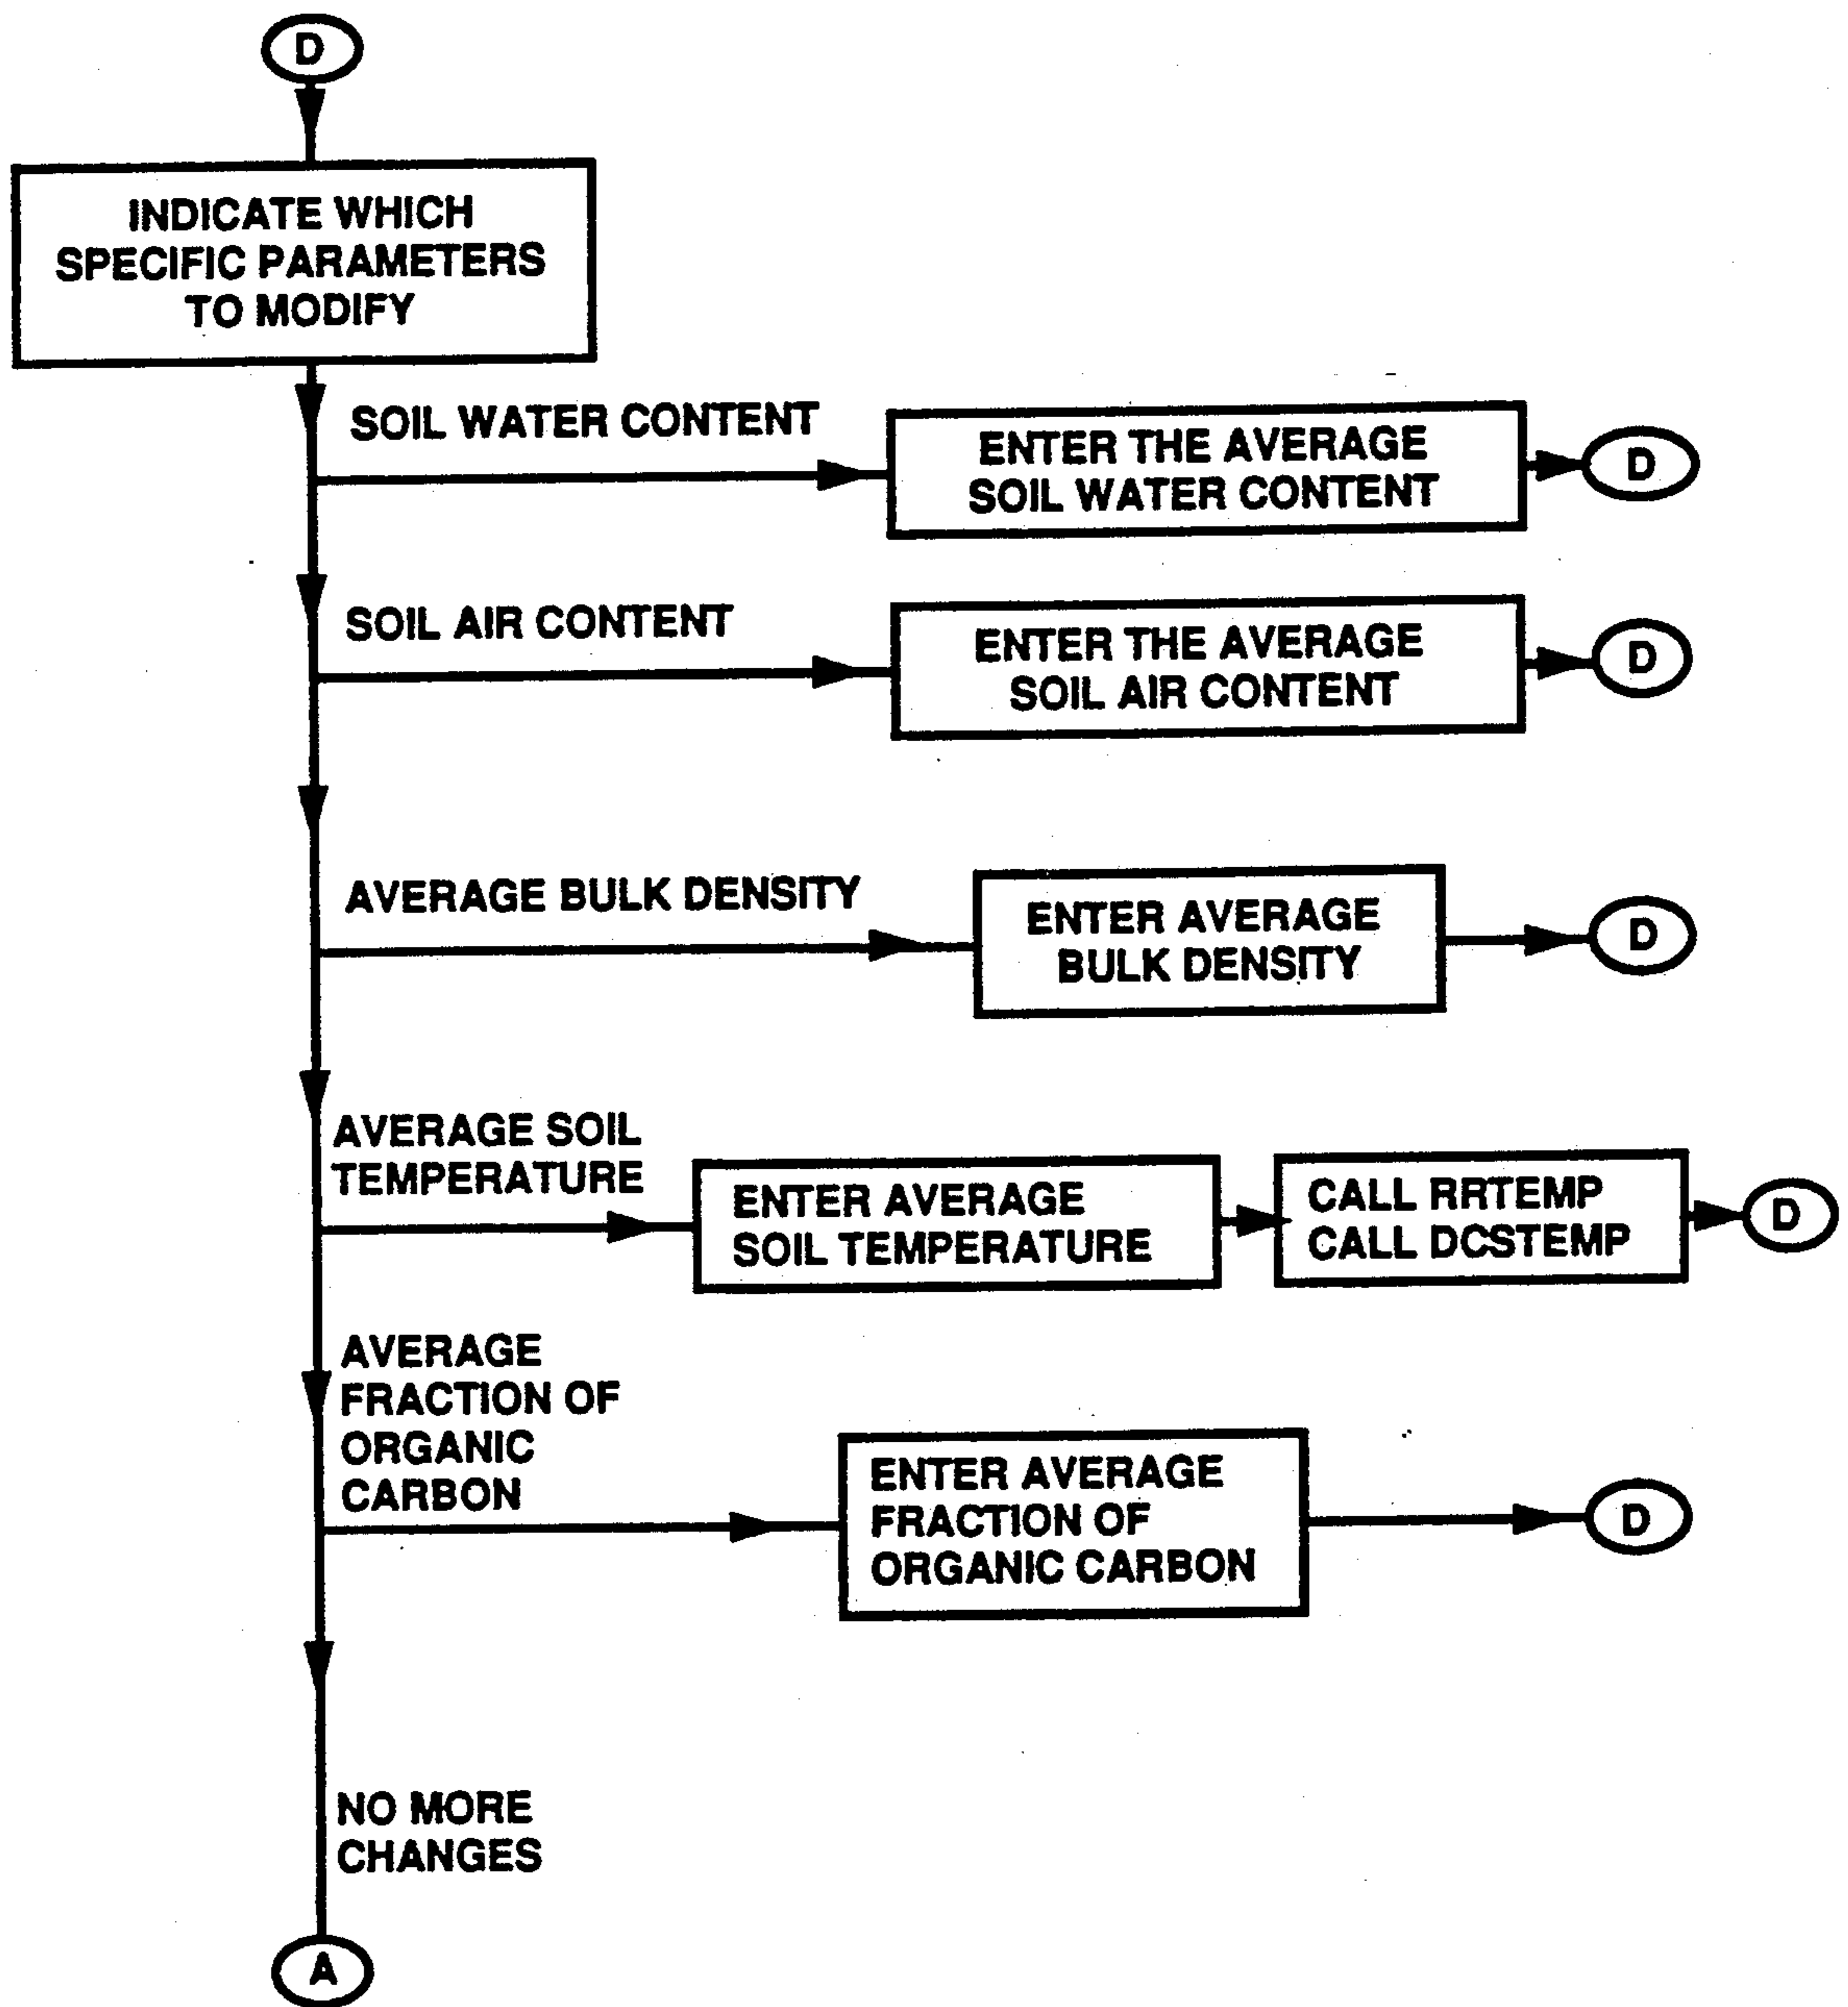 D
INDICATE WHICH
SPECIFIC PARAMETERS
TO MODIFY
SOIL WATER CONTENT
ENTER THE AVERAGE
SOIL WATER CONTENT
D
SOIL AIR CONTENT
ENTER THE AVERAGE
SOIL AIR CONTENT
D
AVERAGE BULK DENSITY
ENTER AVERAGE
BULK DENSITY
D
AVERAGE SOIL
TEMPERATURE
ENTER AVERAGE
SOIL TEMPERATURE
CALL RRTEMP
CALL DCSTEMP
D
AVERAGE
FRACTION OF
ORGANIC
CARBON
ENTER AVERAGE
FRACTION OF
ORGANIC CARBON
D
NO MORE
CHANGES
A